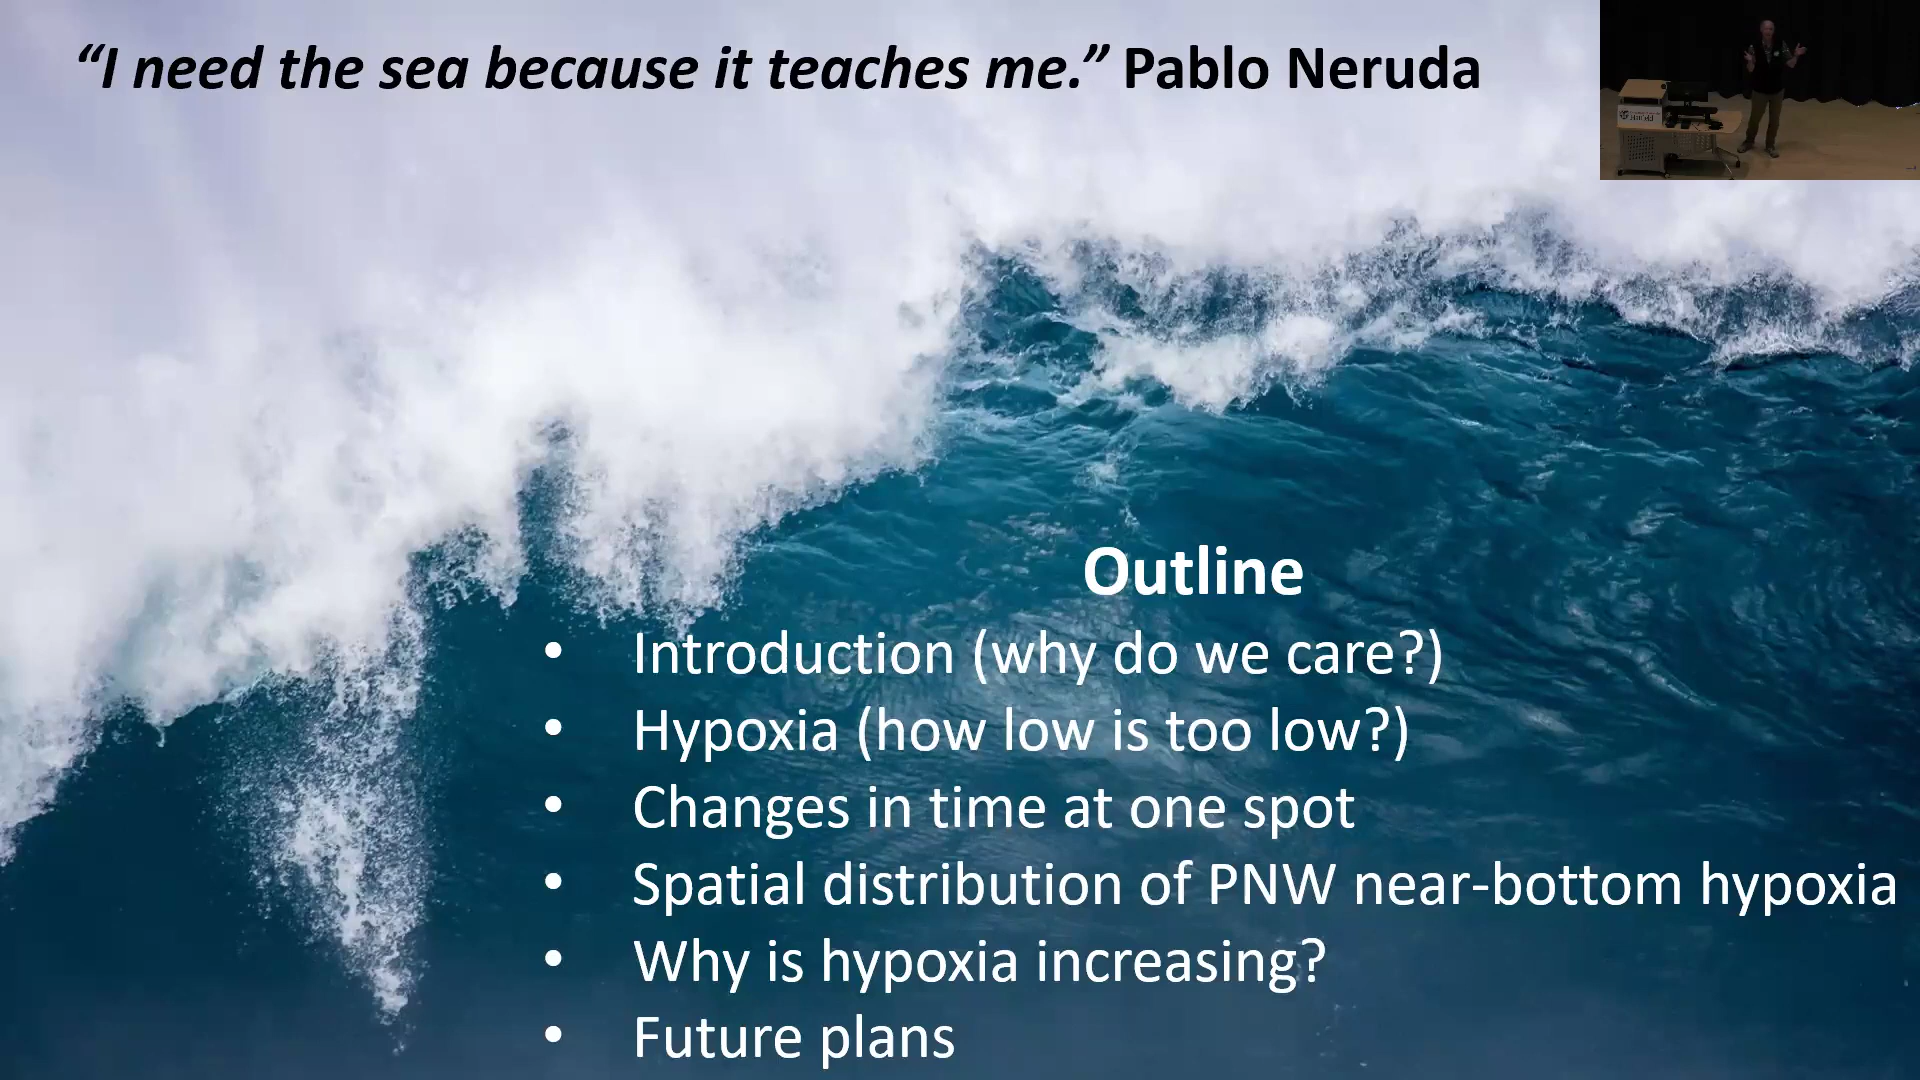 “I need the sea because it teaches me.” Pablo Neruda
Outline
• Introduction (why do we care?)
• Hypoxia (how low is too low?)
• Changes in time at one spot
• Spatial distribution of PNW near-bottom hypoxia
• Why is hypoxia increasing?
• Future plans